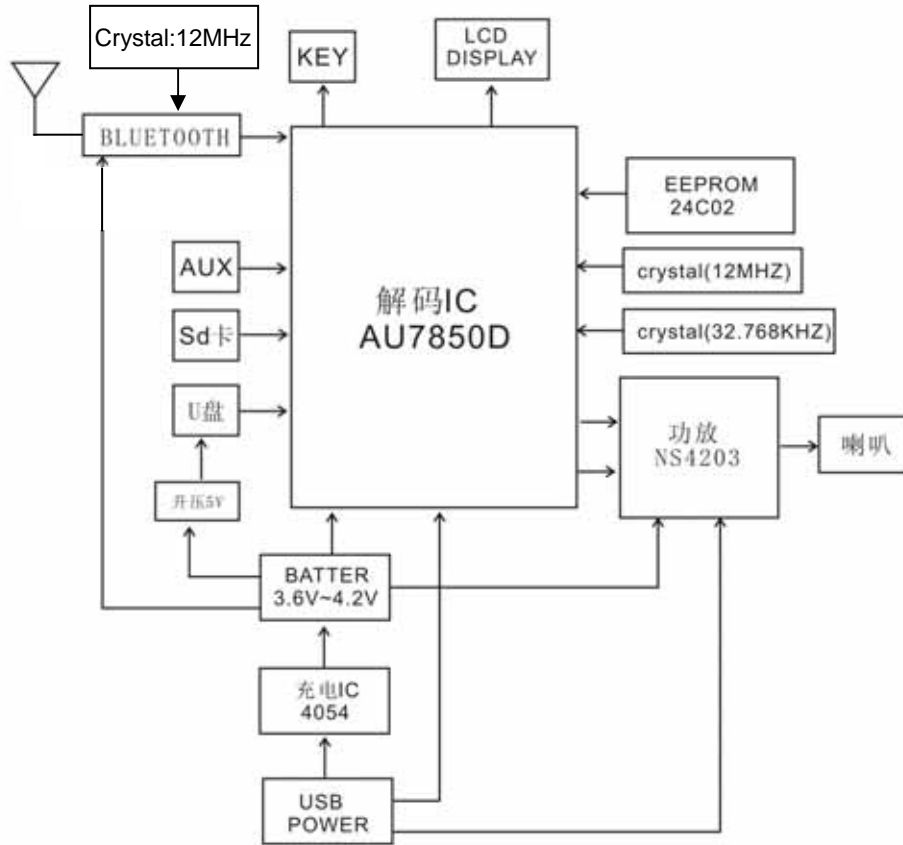 Crystal:12MHz
KEY
LCD
DISPLAY
BLUETOOTH
EEPROM
24C02
AUX
crystal(12MHZ)
解码IC
AU7850D
Sd卡
crystal(32.768KHZ)
U盘
功放
NS4203
喇叭
升压5V
BATTER
3.6V~4.2V
充电IC
4054
USB
POWER